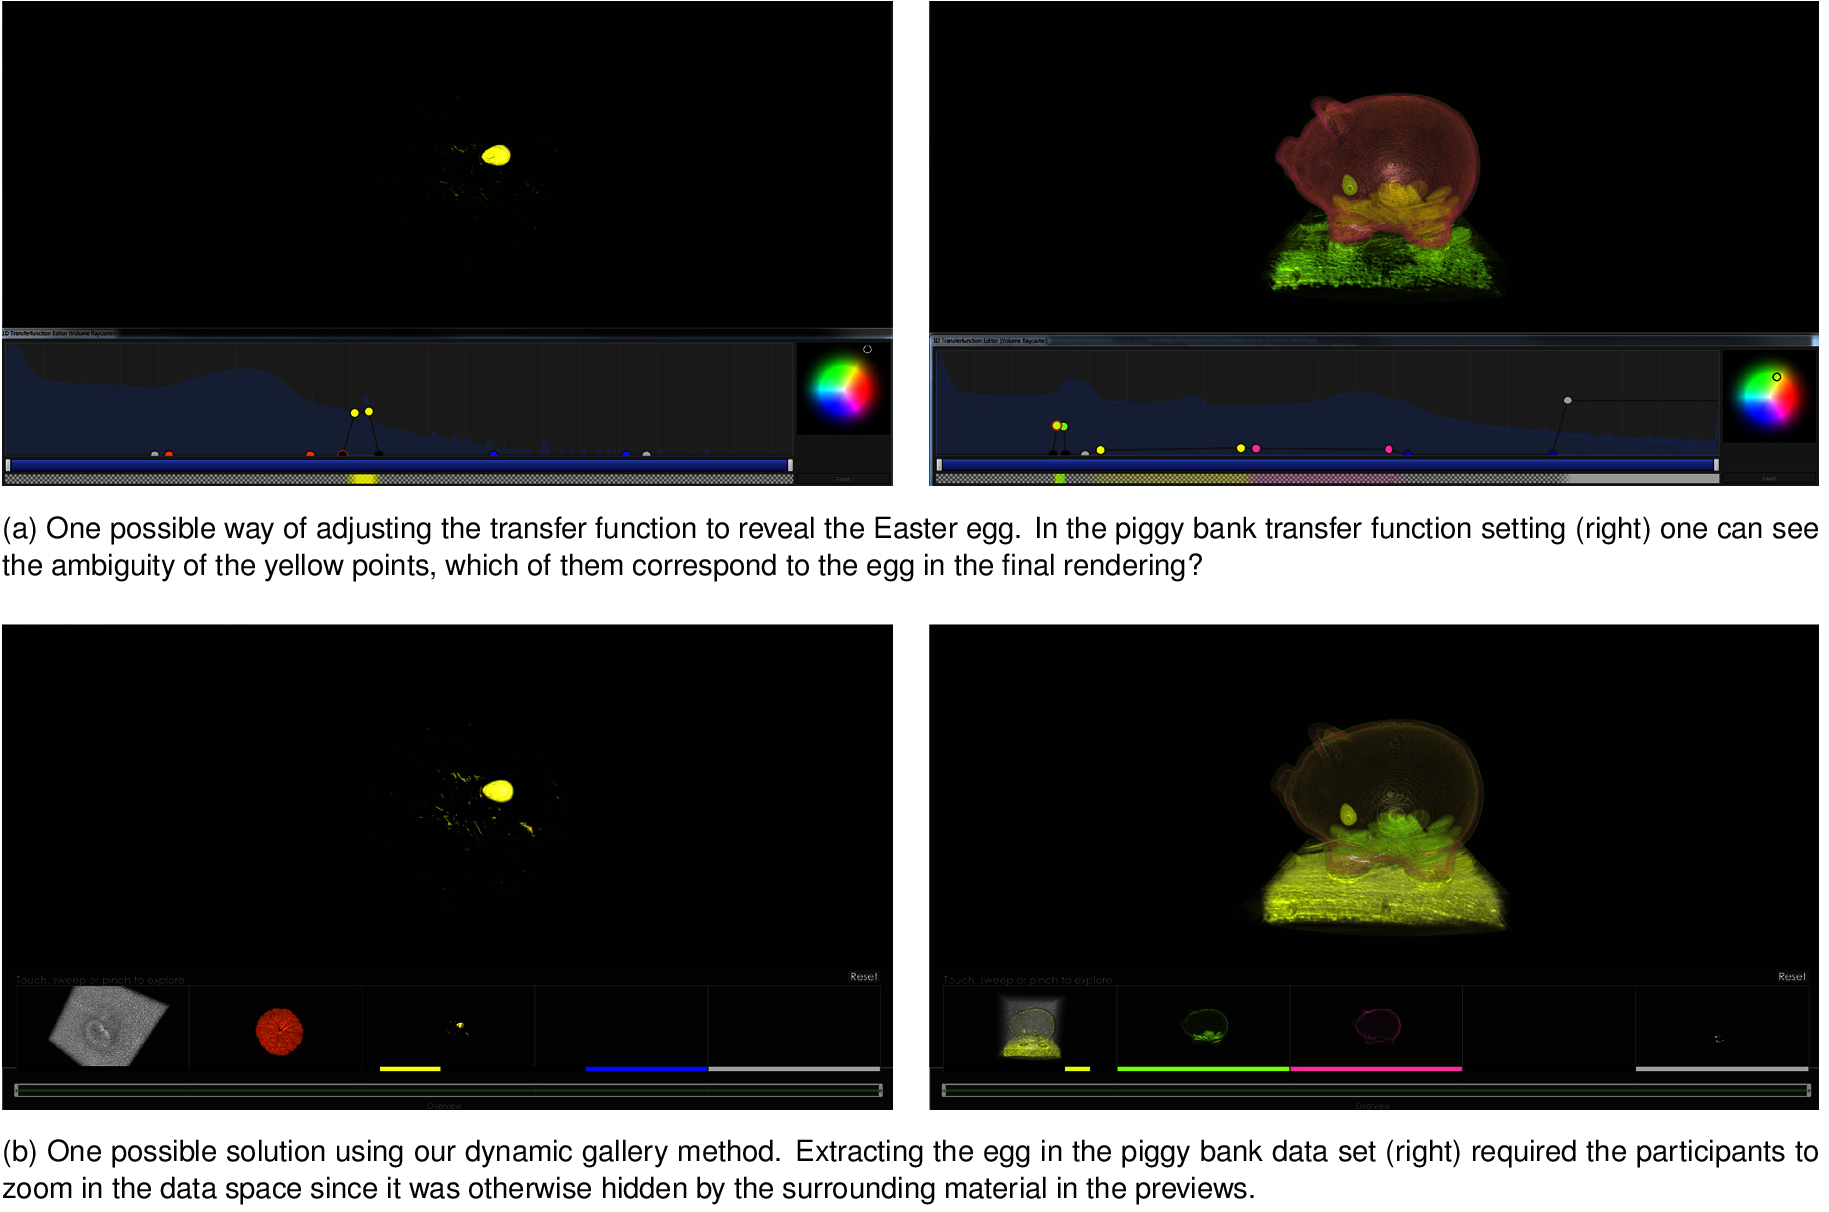 1D Transferfunction Editor (Volume Raycaster)
1D Transferfunction Editor (Volume Raycaster)
Reset
Reset
(a) One possible way of adjusting the transfer function to reveal the Easter egg. In the piggy bank transfer function setting (right) one can see
the ambiguity of the yellow points, which of them correspond to the egg in the final rendering?
Touch, sweep or pinch to explore
Reset
Overview
Touch, sweep or pinch to explore
Reset
Overview
(b) One possible solution using our dynamic gallery method. Extracting the egg in the piggy bank data set (right) required the participants to
zoom in the data space since it was otherwise hidden by the surrounding material in the previews.